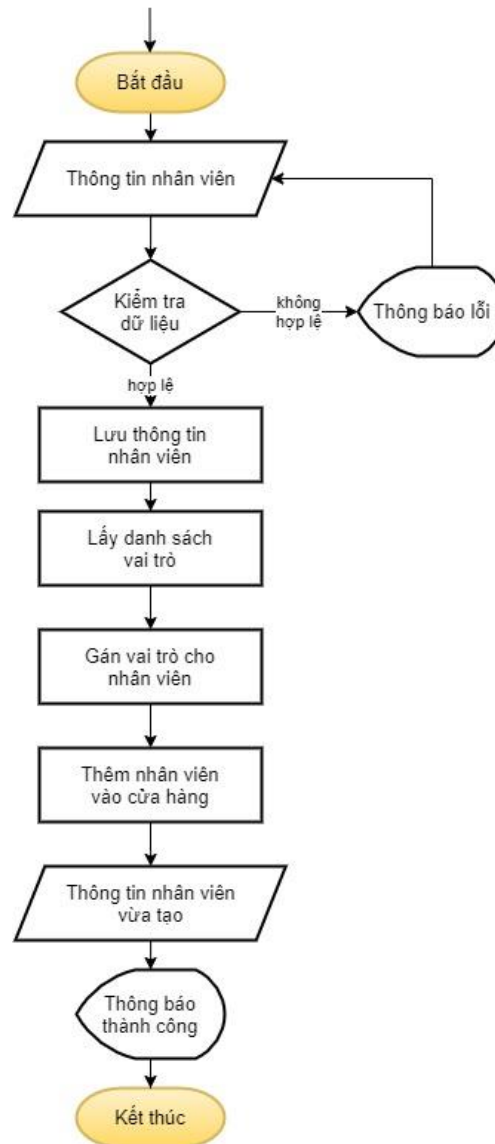 Bắt đầu
Thông tin nhân viên
Kiểm tra
dữ liệu
không
hợp lệ
Thông báo lỗi
hợp lệ
Lưu thông tin
nhân viên
Lấy danh sách
vai trò
Gán vai trò cho
nhân viên
Thêm nhân viên
vào cửa hàng
Thông tin nhân viên
vừa tạo
Thông báo
thành công
Kết thúc